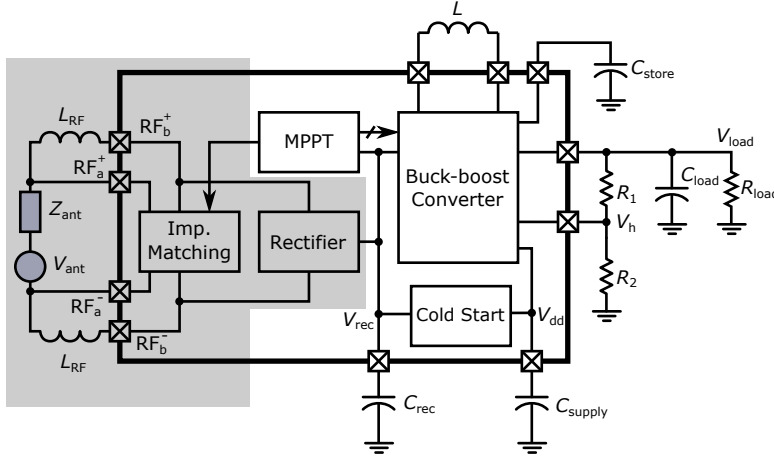 L
C_store
L_RF
RF_b^+
MPPT
V_load
RF_a^+
Buck-boost
Converter
C_load
R_load
R_1
Z_ant
Imp.
Matching
Rectifier
V_h
V_ant
R_2
RF_a^-
Cold Start
V_rec
V_dd
RF_b^-
L_RF
C_rec
C_supply